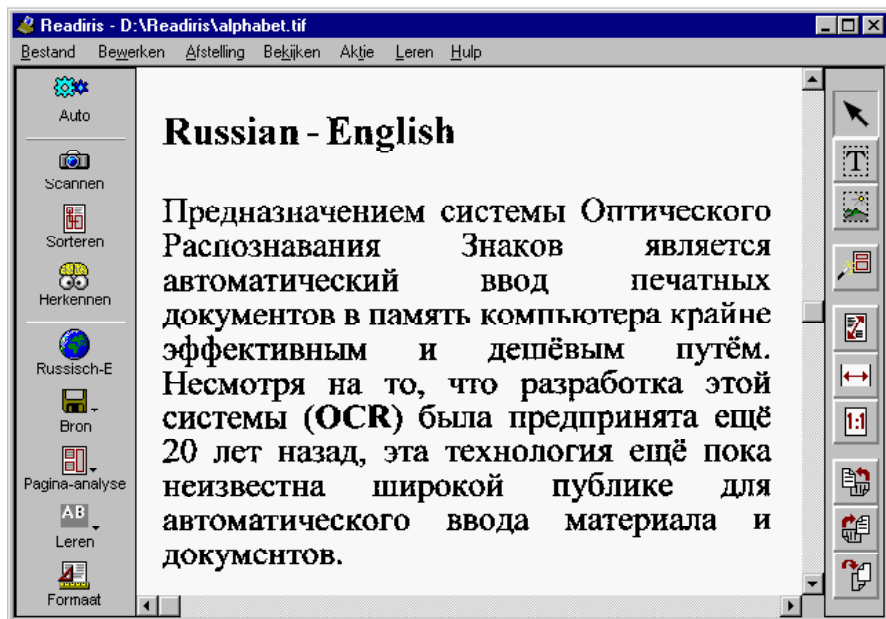 Readiris - D:\Readiris\alphabet.tif
Bestand Bewerken Afstelling Bekijken Aktie Leren Hulp
Auto
Scannen
Sorteren
Herkennen
Russisch-E
Bron
Pagina-analyse
AB
Leren
Formaat
Russian - English
Предназначением системы Оптического
Распознавания Знаков является
автоматический ввод печатных
документов в память компьютера крайне
эффективным и дешёвым путём.
Несмотря на то, что разработка этой
системы (OCR) была предпринята ещё
20 лет назад, эта технология ещё пока
неизвестна широкой публике для
автоматического ввода материала и
документов.
T
1:1